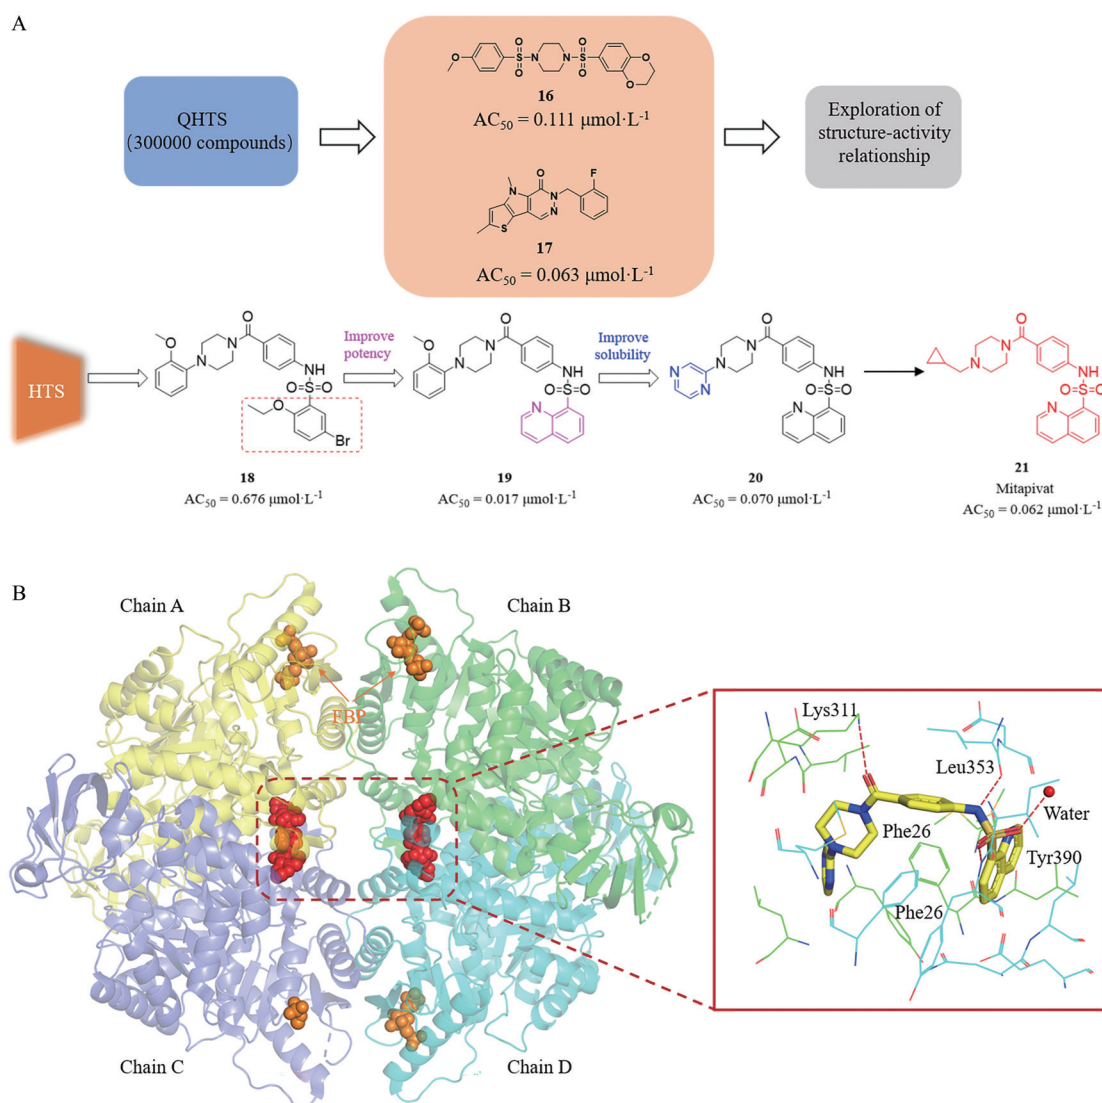 A
QHTS
(300000 compounds)
16
AC50 = 0.111 μmol·L-1
17
AC50 = 0.063 μmol·L-1
Exploration of
structure-activity
relationship
O
O
S
O
N
N
O
S
O
O
O
N
O
N
N
S
F
HTS
O
N
N
O
NH
O=S=O
O
Br
18
AC50 = 0.676 μmol·L-1
Improve
potency
O
N
N
O
NH
O=S=O
N
19
AC50 = 0.017 μmol·L-1
Improve
solubility
O
N
N
N
N
NH
O=S=O
N
20
AC50 = 0.070 μmol·L-1
O
N
N
NH
O=S=O
N
21
Mitapivat
AC50 = 0.062 μmol·L-1
B
Chain A
Chain B
FBP
Chain C
Chain D
Lys311
Leu353
Phe26
Water
Tyr390
Phe26